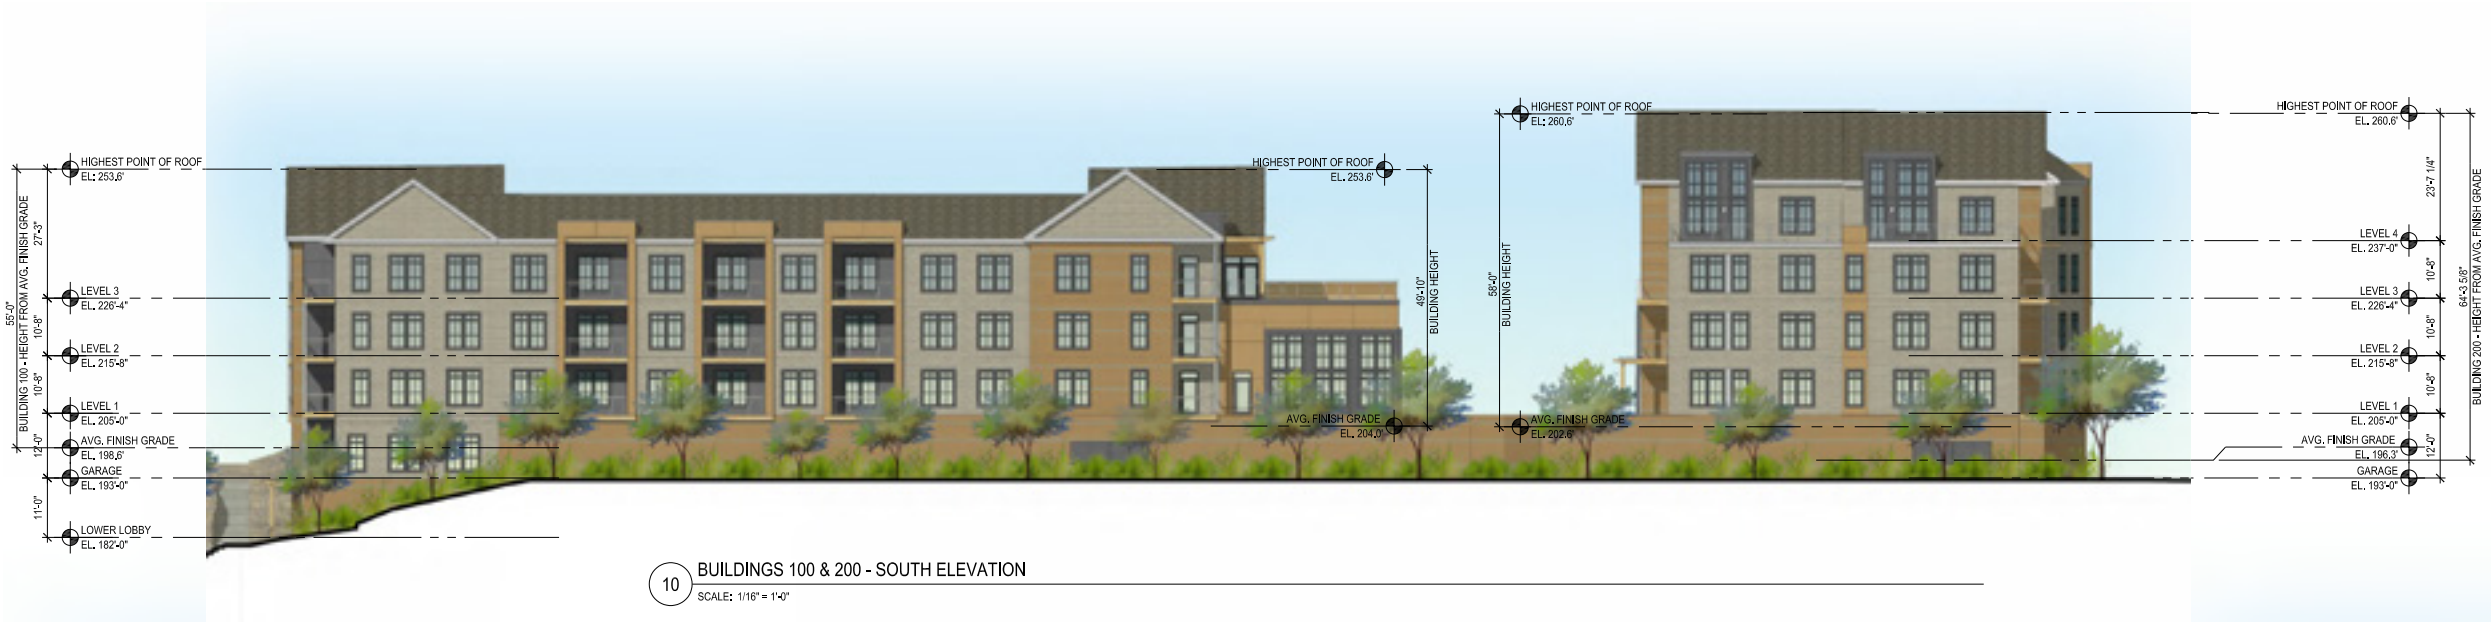 HIGHEST POINT OF ROOF
EL: 253.6'
27'-3"
LEVEL 3
EL. 226'-4"
10'-8"
LEVEL 2
EL. 215'-8"
10'-8"
LEVEL 1
EL. 205'-0"
AVG. FINISH GRADE
EL. 198.6'
12'-0"
GARAGE
EL. 193'-0"
11'-0"
LOWER LOBBY
EL. 182'-0"
55'-0"
BUILDING 100 - HEIGHT FROM AVG. FINISH GRADE
HIGHEST POINT OF ROOF
EL. 253.6'
49'-10"
BUILDING HEIGHT
AVG. FINISH GRADE
EL. 204.0'
HIGHEST POINT OF ROOF
EL: 260.6'
58'-0"
BUILDING HEIGHT
AVG. FINISH GRADE
EL. 202.6'
HIGHEST POINT OF ROOF
EL. 260.6'
23'-7 1/4"
LEVEL 4
EL. 237'-0"
10'-8"
LEVEL 3
EL. 226'-4"
10'-8"
LEVEL 2
EL. 215'-8"
10'-8"
LEVEL 1
EL. 205'-0"
AVG. FINISH GRADE
EL. 196.3'
12'-0"
GARAGE
EL. 193'-0"
64'-3 5/8"
BUILDING 200 - HEIGHT FROM AVG. FINISH GRADE
10
BUILDINGS 100 & 200 - SOUTH ELEVATION
SCALE: 1/16" = 1'-0"